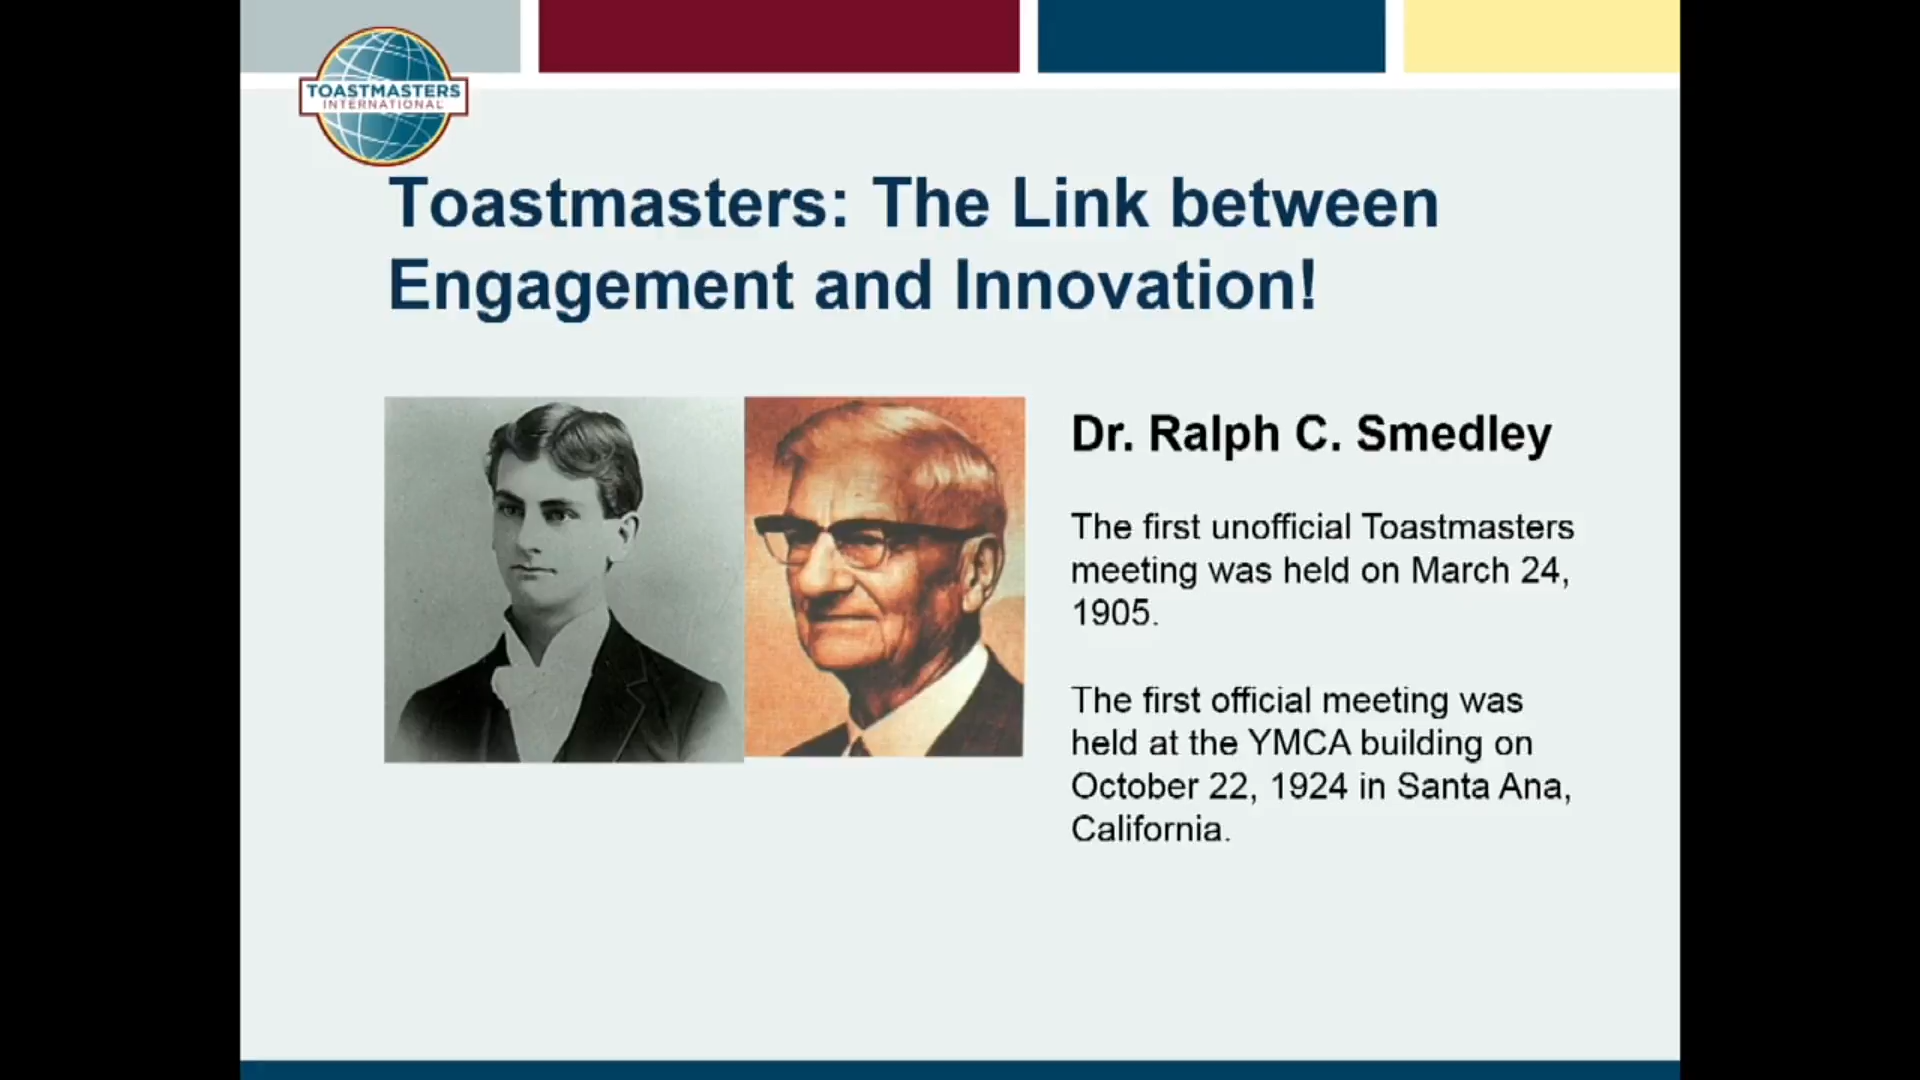 TOASTMASTERS
INTERNATIONAL
Toastmasters: The Link between
Engagement and Innovation!
Dr. Ralph C. Smedley
The first unofficial Toastmasters
meeting was held on March 24,
1905.
The first official meeting was
held at the YMCA building on
October 22, 1924 in Santa Ana,
California.